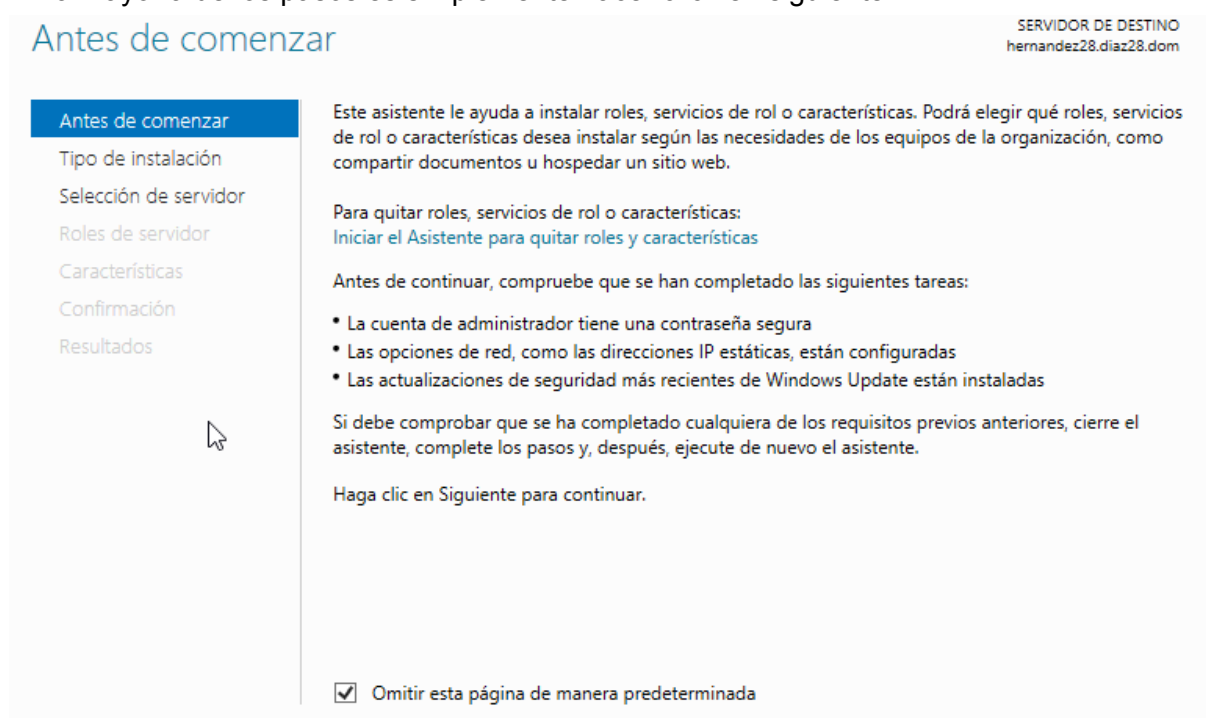 Antes de comenzar
SERVIDOR DE DESTINO
hernandez28.diaz28.dom
Antes de comenzar
Tipo de instalación
Selección de servidor
Roles de servidor
Características
Confirmación
Resultados
Este asistente le ayuda a instalar roles, servicios de rol o características. Podrá elegir qué roles, servicios
de rol o características desea instalar según las necesidades de los equipos de la organización, como
compartir documentos u hospedar un sitio web.
Para quitar roles, servicios de rol o características:
Iniciar el Asistente para quitar roles y características
Antes de continuar, compruebe que se han completado las siguientes tareas:
• La cuenta de administrador tiene una contraseña segura
• Las opciones de red, como las direcciones IP estáticas, están configuradas
• Las actualizaciones de seguridad más recientes de Windows Update están instaladas
Si debe comprobar que se ha completado cualquiera de los requisitos previos anteriores, cierre el
asistente, complete los pasos y, después, ejecute de nuevo el asistente.
Haga clic en Siguiente para continuar.
Omitir esta página de manera predeterminada